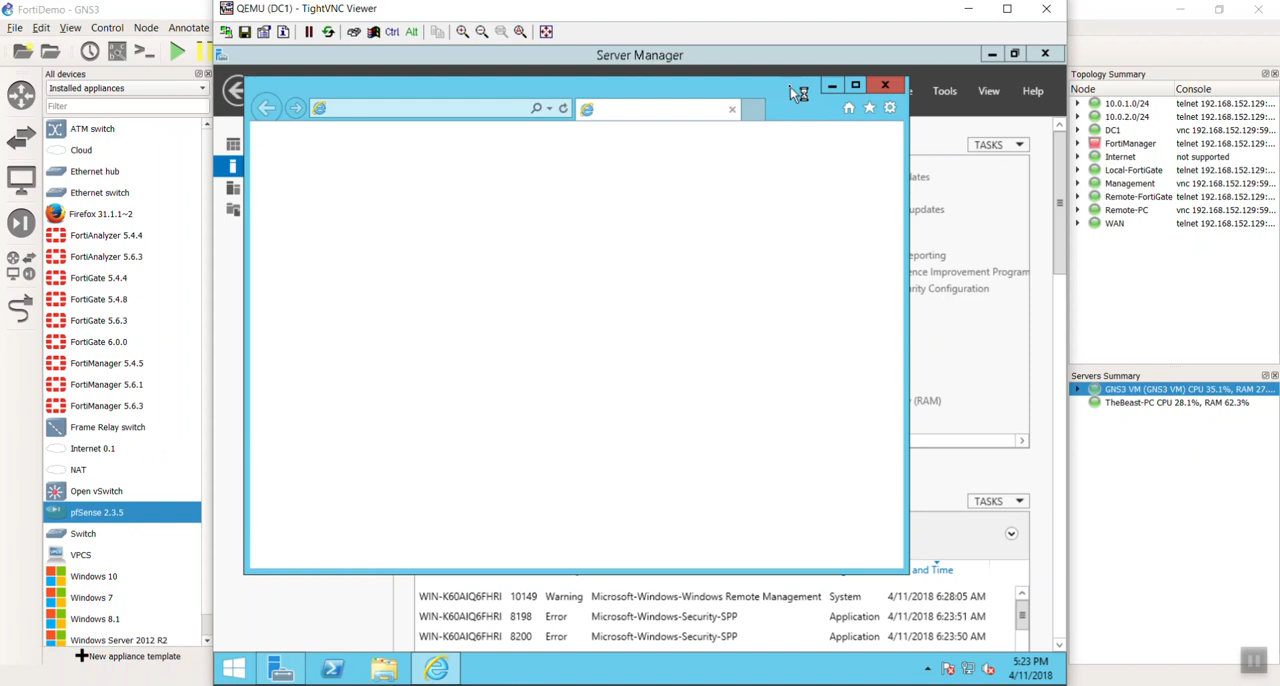 FortiDemo - GNS3
File Edit View Control Node Annotate
All devices
Installed appliances
Filter
ATM switch
Cloud
Ethernet hub
Ethernet switch
Firefox 31.1.1~2
FortiAnalyzer 5.4.4
FortiAnalyzer 5.6.3
FortiGate 5.4.4
FortiGate 5.4.8
FortiGate 5.6.3
FortiGate 6.0.0
FortiManager 5.4.5
FortiManager 5.6.1
FortiManager 5.6.3
Frame Relay switch
Internet 0.1
NAT
Open vSwitch
pfSense 2.3.5
Switch
VPCS
Windows 10
Windows 7
Windows 8.1
Windows Server 2012 R2
New appliance template
QEMU (DC1) - TightVNC Viewer
Ctrl Alt
Server Manager
Tools View Help
TASKS
dates
updates
eporting
ence Improvement Program
urity Configuration
(RAM)
TASKS
and Time
WIN-K60AIQ6FHRI 10149 Warning Microsoft-Windows-Windows Remote Management System 4/11/2018 6:28:05 AM
WIN-K60AIQ6FHRI 8198 Error Microsoft-Windows-Security-SPP Application 4/11/2018 6:23:51 AM
WIN-K60AIQ6FHRI 8200 Error Microsoft-Windows-Security-SPP Application 4/11/2018 6:23:50 AM
5:23 PM
4/11/2018
Topology Summary
Node Console
10.0.1.0/24 telnet 192.168.152.129:...
10.0.2.0/24 telnet 192.168.152.129:...
DC1 vnc 192.168.152.129:59...
FortiManager telnet 192.168.152.129:...
Internet not supported
Local-FortiGate telnet 192.168.152.129:...
Management vnc 192.168.152.129:59...
Remote-FortiGate telnet 192.168.152.129:...
Remote-PC vnc 192.168.152.129:59...
WAN telnet 192.168.152.129:...
Servers Summary
GNS3 VM (GNS3 VM) CPU 35.1%, RAM 27....
TheBeast-PC CPU 28.1%, RAM 62.3%